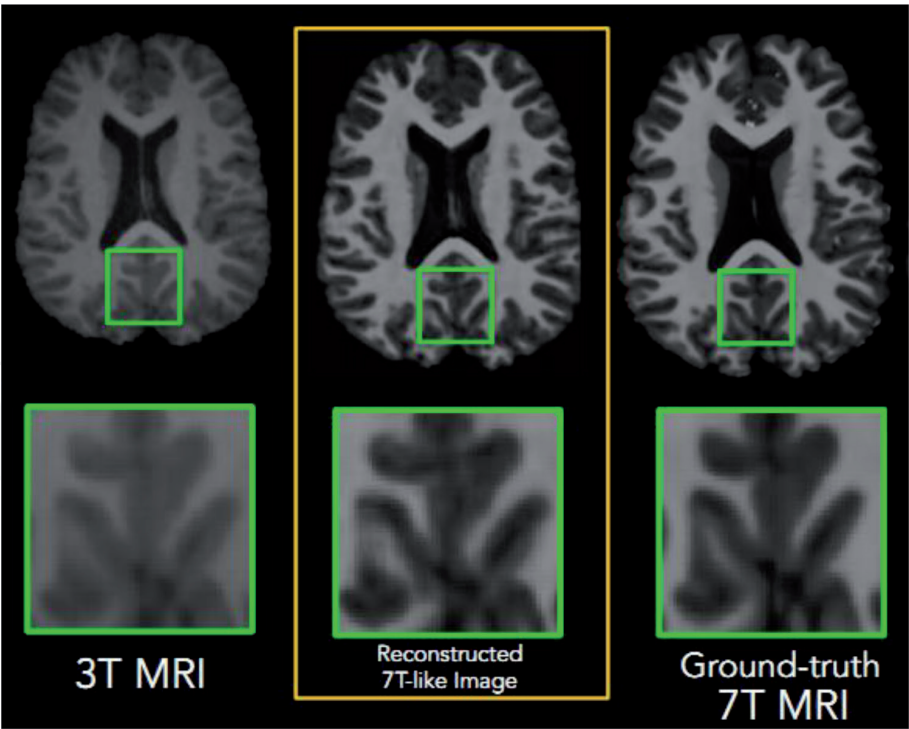 3T MRI
Reconstructed
7T-like Image
Ground-truth
7T MRI